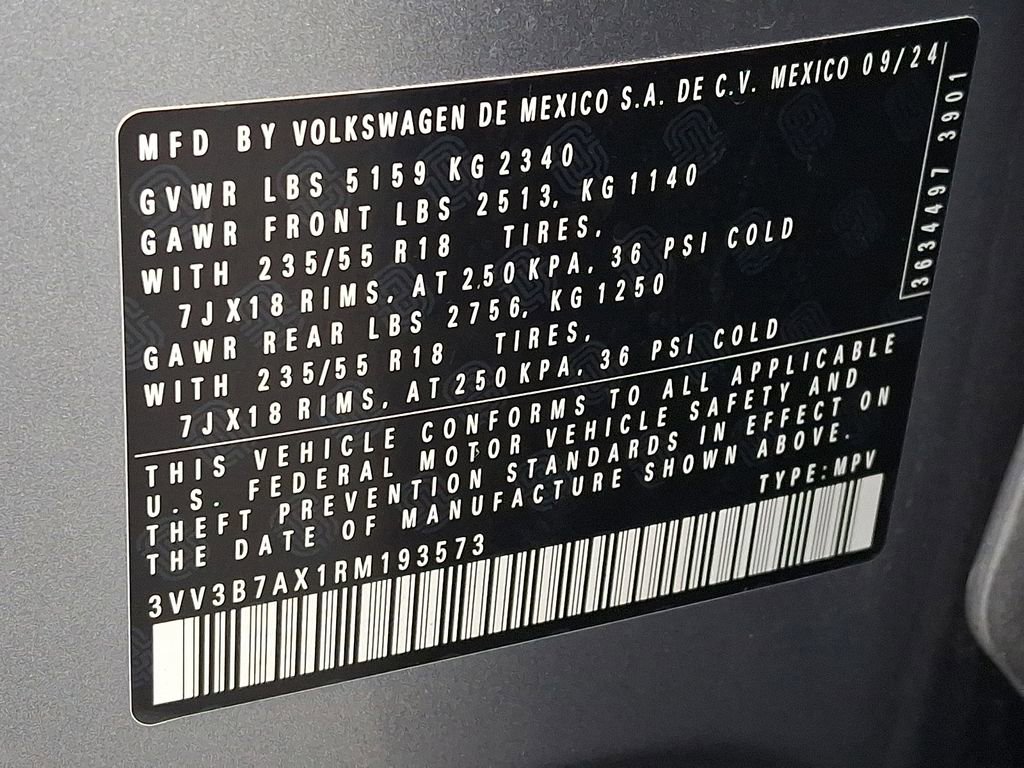 MFD BY VOLKSWAGEN DE MEXICO S.A. DE C.V. MEXICO 09/24
GVWR LBS 5159 KG 2340
GAWR FRONT LBS 2513, KG 1140
WITH 235/55 R18 TIRES,
7JX18 RIMS, AT 250KPA, 36 PSI COLD
GAWR REAR LBS 2756, KG 1250
WITH 235/55 R18 TIRES,
7JX18 RIMS, AT 250KPA, 36 PSI COLD
3634497 3901
THIS VEHICLE CONFORMS TO ALL APPLICABLE
U.S. FEDERAL MOTOR VEHICLE SAFETY AND
THEFT PREVENTION STANDARDS IN EFFECT ON
THE DATE OF MANUFACTURE SHOWN ABOVE.
3VV3B7AX1RM193573 TYPE:MPV